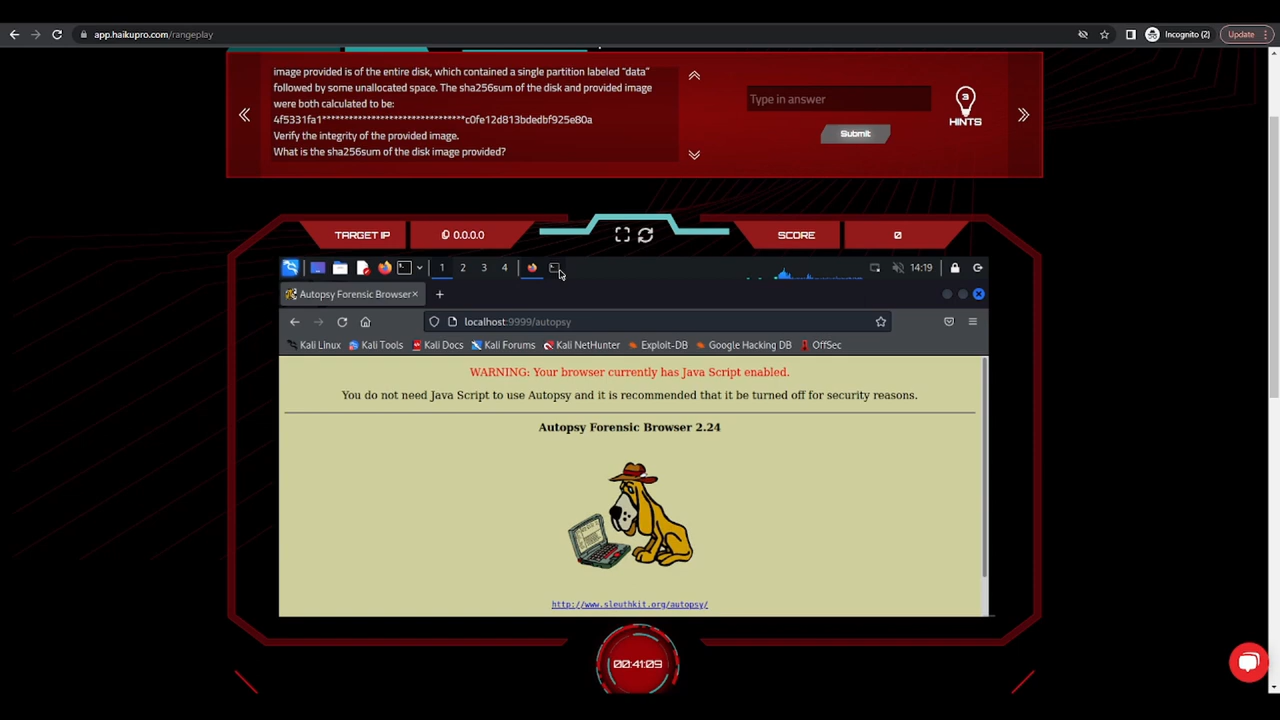 app.haikupro.com/rangeplay
Incognito (2)
Update
image provided is of the entire disk, which contained a single partition labeled "data"
followed by some unallocated space. The sha256sum of the disk and provided image
were both calculated to be:
4f5331fa1********************************c0fe12d813bdedbf925e80a
Verify the integrity of the provided image.
What is the sha256sum of the disk image provided?
Type in answer
Submit
3
HINTS
TARGET IP
0.0.0.0
SCORE
0
1
2
3
4
14:19
Autopsy Forensic Browser
localhost:9999/autopsy
Kali Linux
Kali Tools
Kali Docs
Kali Forums
Kali NetHunter
Exploit-DB
Google Hacking DB
OffSec
WARNING: Your browser currently has Java Script enabled.
You do not need Java Script to use Autopsy and it is recommended that it be turned off for security reasons.
Autopsy Forensic Browser 2.24
http://www.sleuthkit.org/autopsy/
00:41:09